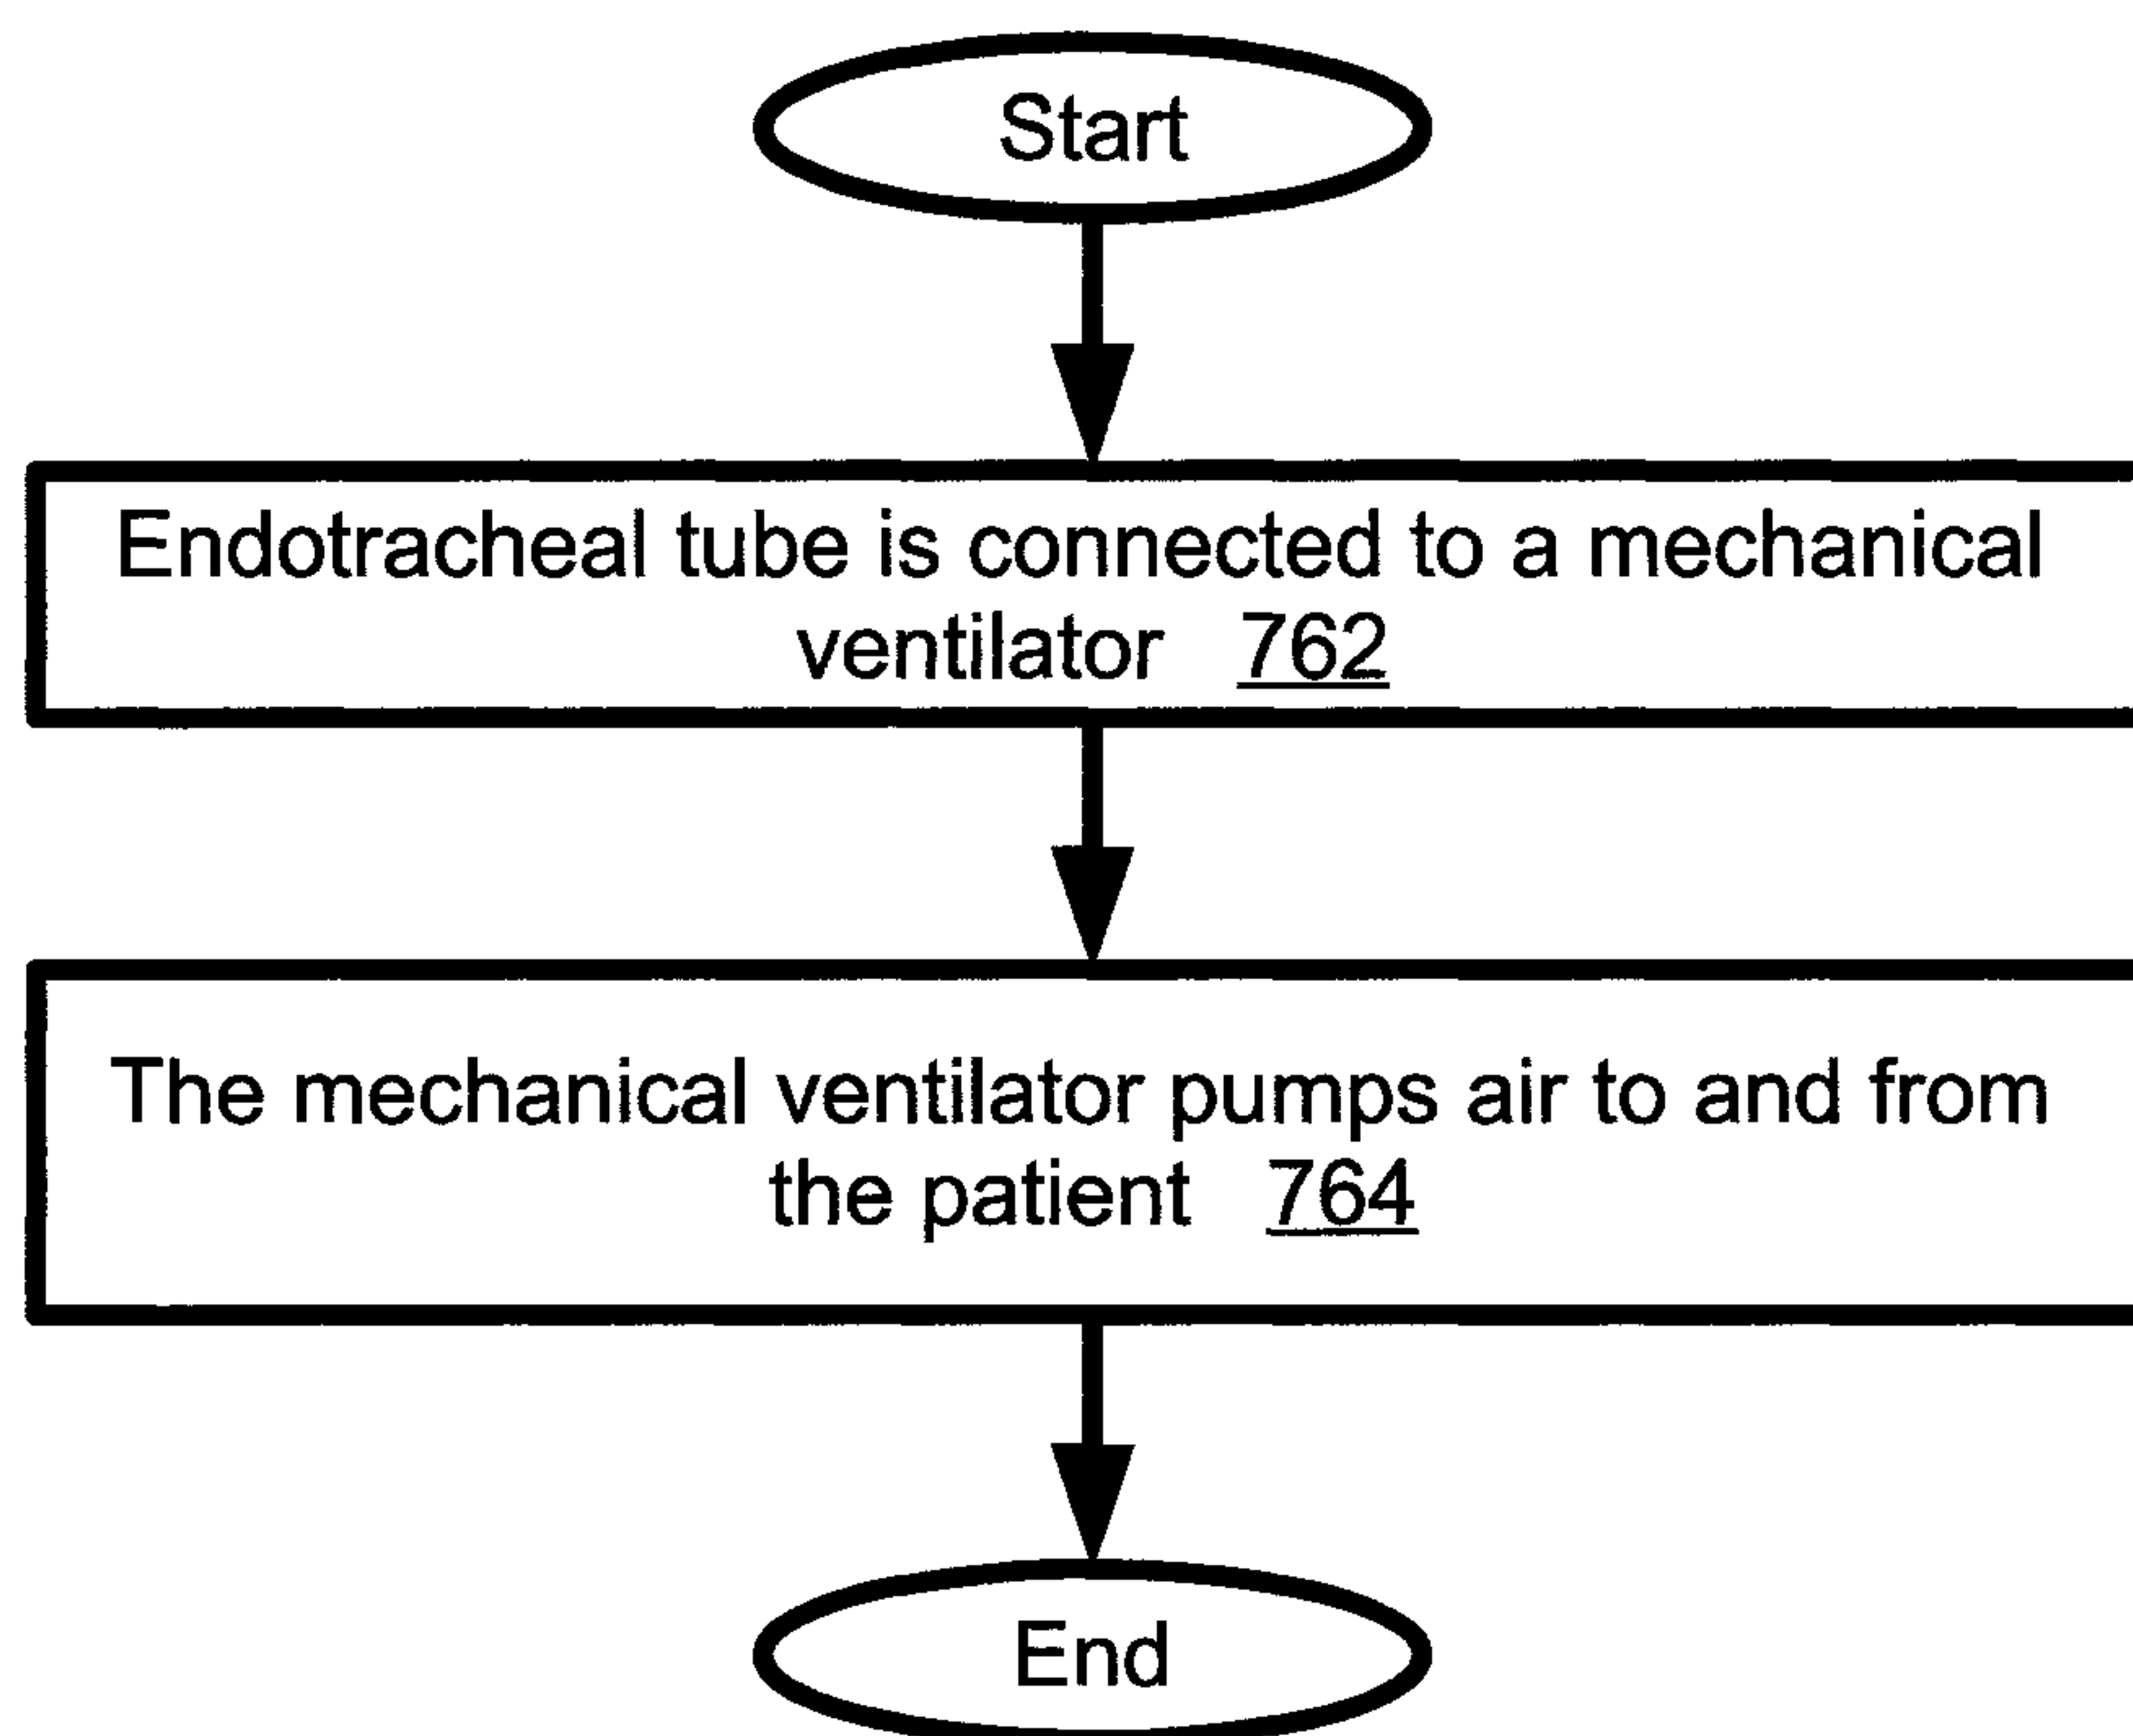 Start
Endotracheal tube is connected to a mechanical
ventilator 762
The mechanical ventilator pumps air to and from
the patient 764
End